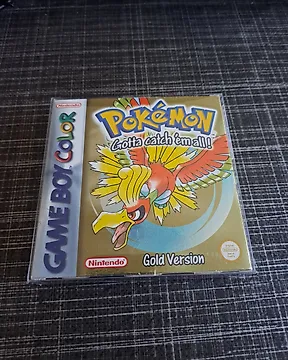 Nintendo
GAME BOY COLOR
Pokémon
Gotta catch 'em all!
Nintendo
Gold Version